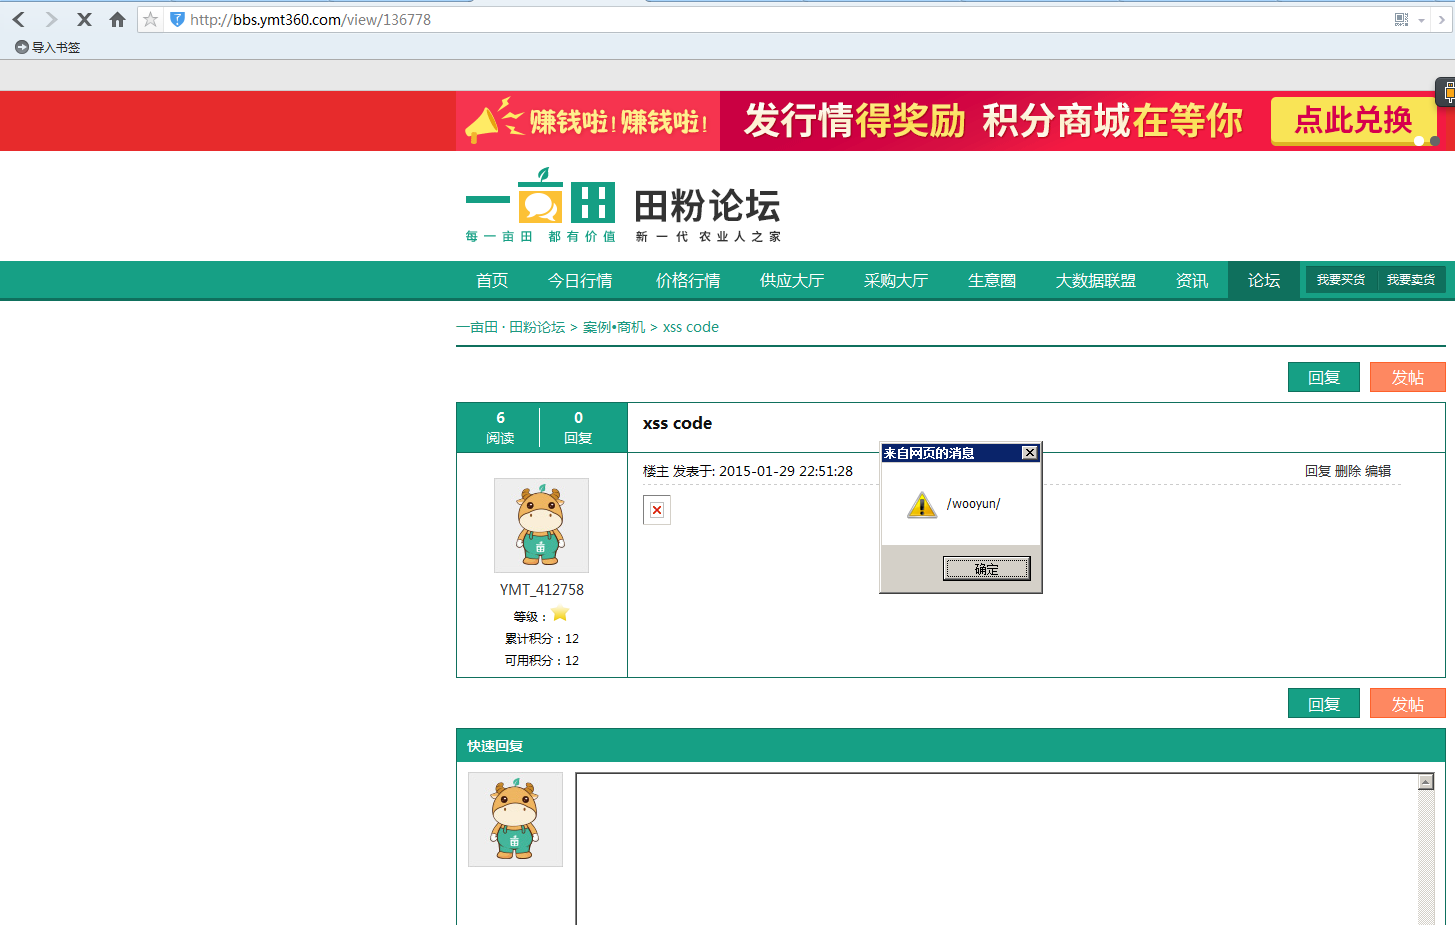 http://bbs.ymt360.com/view/136778
导入书签
赚钱啦!赚钱啦! 发行情得奖励 积分商城在等你 点此兑换
一亩田 田粉论坛
每一亩田 都有价值 新一代农业人之家
首页 今日行情 价格行情 供应大厅 采购大厅 生意圈 大数据联盟 资讯 论坛 我要买货 我要卖货
一亩田 · 田粉论坛 > 案例•商机 > xss code
回复 发帖
6 0
阅读 回复
xss code
楼主 发表于: 2015-01-29 22:51:28 回复 删除 编辑
来自网页的消息
/wooyun/
确定
亩
YMT_412758
等级：
累计积分：12
可用积分：12
回复 发帖
快速回复
亩